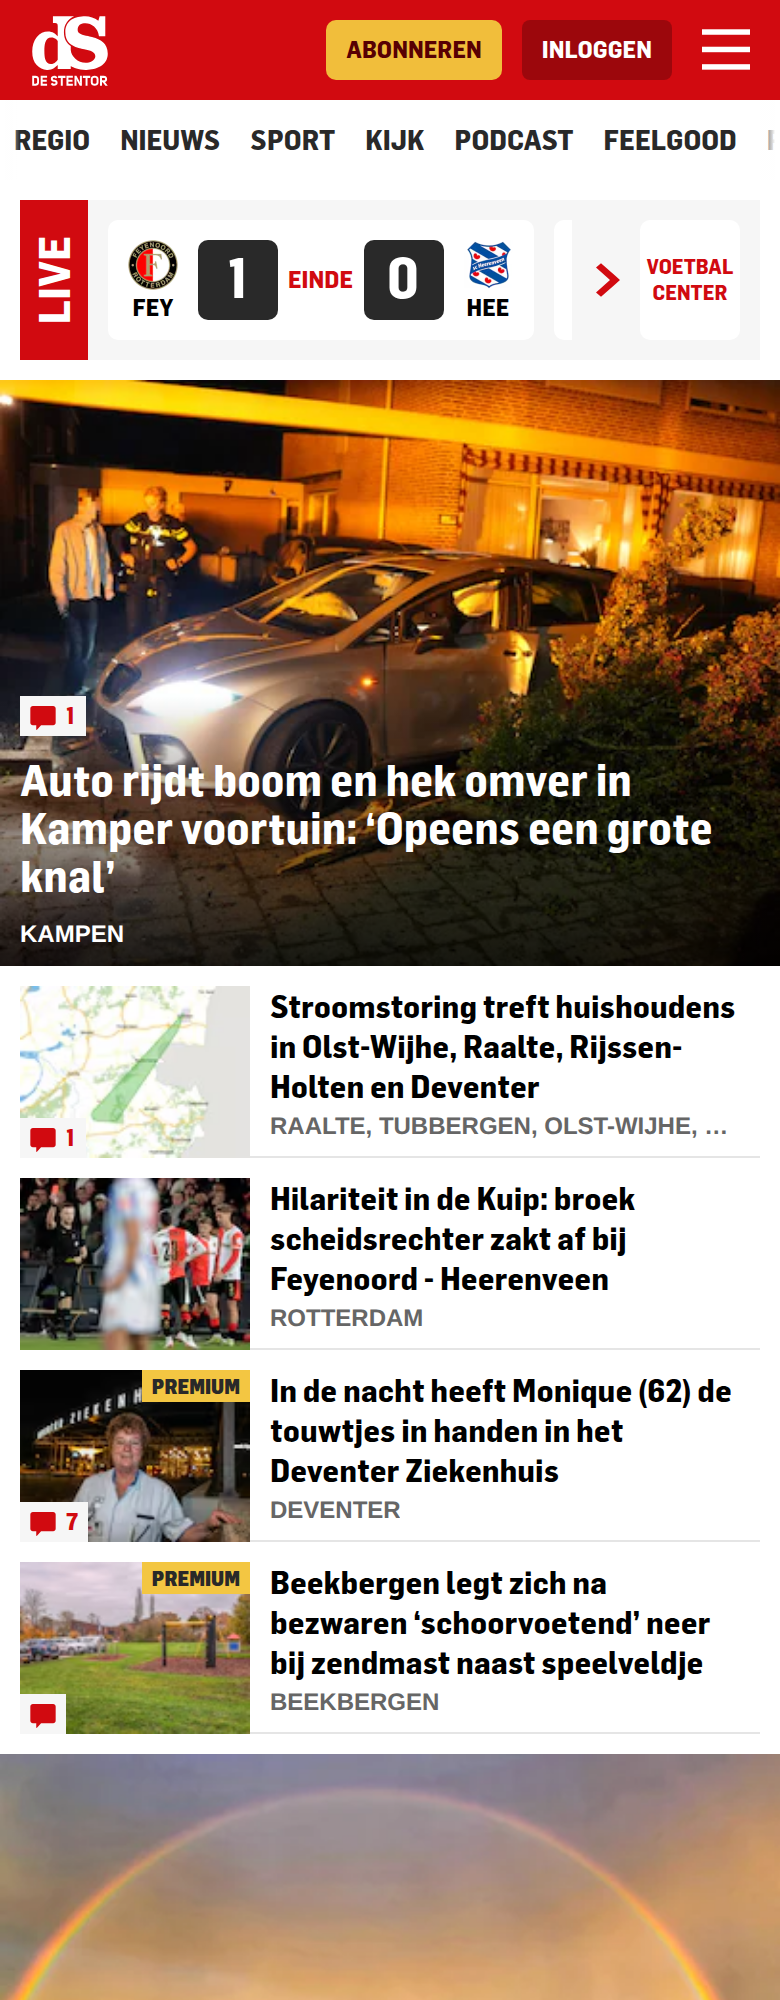 dS
DE STENTOR
ABONNEREN
INLOGGEN
REGIO NIEUWS SPORT KIJK PODCAST FEELGOOD
LIVE
FEYENOORD
ROTTERDAM
FEY
1
EINDE
0
HEE
VOETBAL
CENTER
1
Auto rijdt boom en hek omver in
Kamper voortuin: ‘Opeens een grote
knal’
KAMPEN
Stroomstoring treft huishoudens
in Olst-Wijhe, Raalte, Rijssen-
Holten en Deventer
RAALTE, TUBBERGEN, OLST-WIJHE, ...
1
Hilariteit in de Kuip: broek
scheidsrechter zakt af bij
Feyenoord - Heerenveen
ROTTERDAM
PREMIUM
7
In de nacht heeft Monique (62) de
touwtjes in handen in het
Deventer Ziekenhuis
DEVENTER
PREMIUM
Beekbergen legt zich na
bezwaren ‘schoorvoetend’ neer
bij zendmast naast speelveldje
BEEKBERGEN